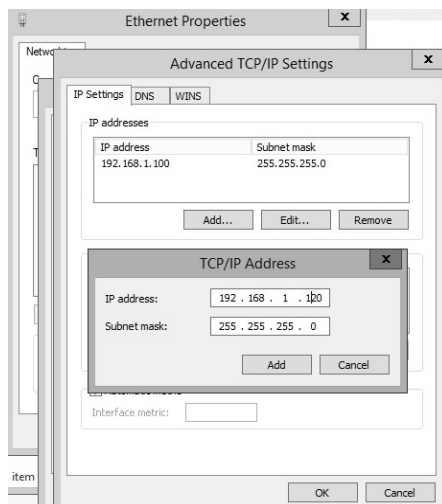 Ethernet Properties
x
Advanced TCP/IP Settings
x
IP Settings DNS WINS
IP addresses
IP address Subnet mask
192.168.1.100 255.255.255.0
Add... Edit... Remove
TCP/IP Address
x
IP address: 192 . 168 . 1 . 120
Subnet mask: 255 . 255 . 255 . 0
Add Cancel
Interface metric:
item
OK Cancel